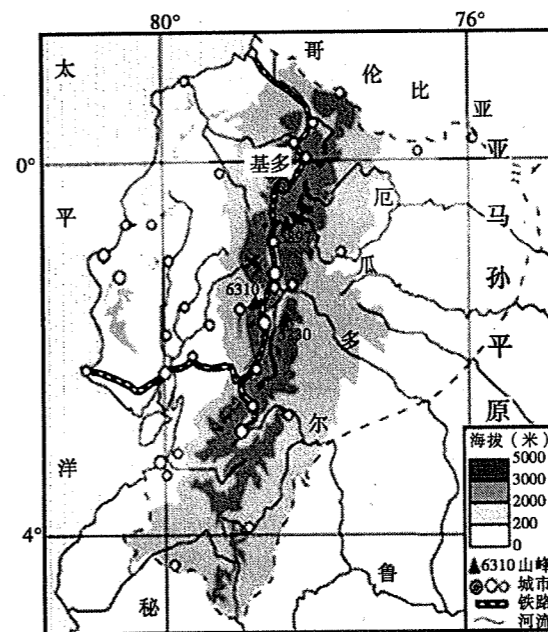 80°
76°
太平洋
哥伦比亚
0°
基多
厄瓜多尔
亚马孙平原
6310
4°
秘鲁
海拔（米）
5000
3000
2000
200
0
▲6310 山峰
城市
铁路
河流